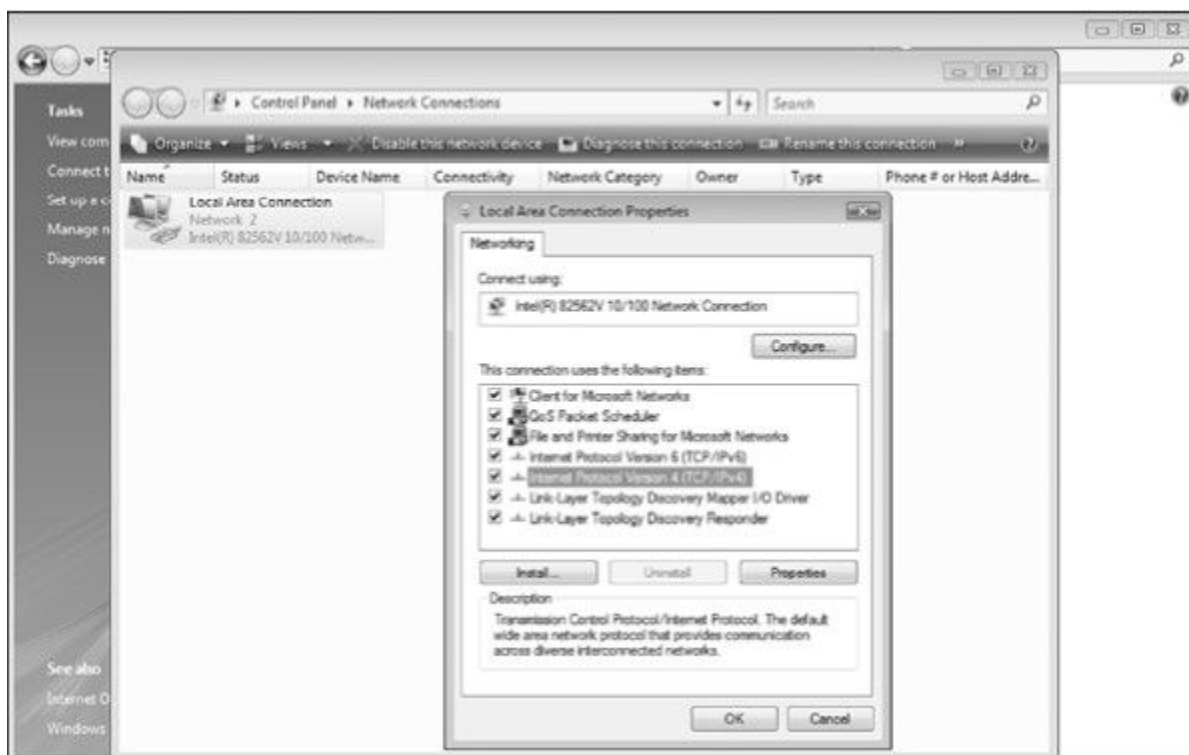 Control Panel
Network Connections
Search
Organize
Views
Disable this network device
Diagnose this connection
Rename this connection
»
Tasks
View com
Connect t
Set up a c
Manage n
Diagnose
Name Status Device Name Connectivity Network Category Owner Type Phone # or Host Addre...
Local Area Connection
Network 2
Intel(R) 82562V 10/100 Netw...
Local Area Connection Properties
Networking
Connect using:
Intel(R) 82562V 10/100 Network Connection
Configure...
This connection uses the following items:
Client for Microsoft Networks
QoS Packet Scheduler
File and Printer Sharing for Microsoft Networks
Internet Protocol Version 6 (TCP/IPv6)
Internet Protocol Version 4 (TCP/IPv4)
Link-Layer Topology Discovery Mapper I/O Driver
Link-Layer Topology Discovery Responder
Install...
Uninstall
Properties
Description
Transmission Control Protocol/Internet Protocol. The default
wide area network protocol that provides communication
across diverse interconnected networks.
OK
Cancel
See also
Internet O
Windows